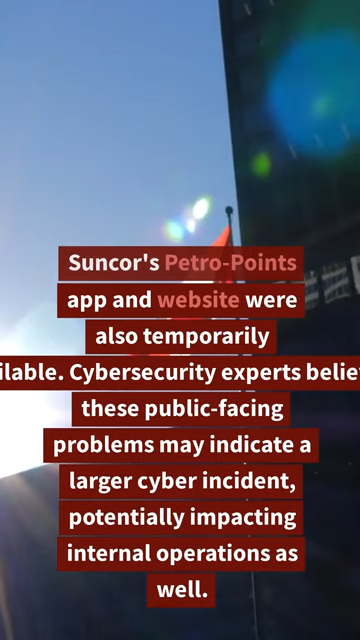 Suncor's Petro-Points
app and website were
also temporarily
ilable. Cybersecurity experts believ
these public-facing
problems may indicate a
larger cyber incident,
potentially impacting
internal operations as
well.